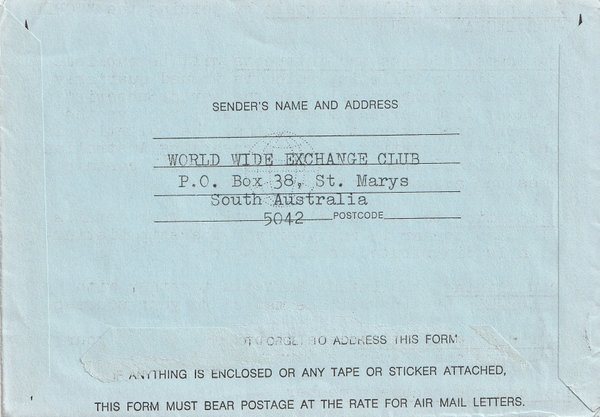 SENDER'S NAME AND ADDRESS
WORLD WIDE EXCHANGE CLUB
P.O. Box 38, St. Marys
South Australia
5042 POSTCODE
FORGET TO ADDRESS THIS FORM
IF ANYTHING IS ENCLOSED OR ANY TAPE OR STICKER ATTACHED,
THIS FORM MUST BEAR POSTAGE AT THE RATE FOR AIR MAIL LETTERS.